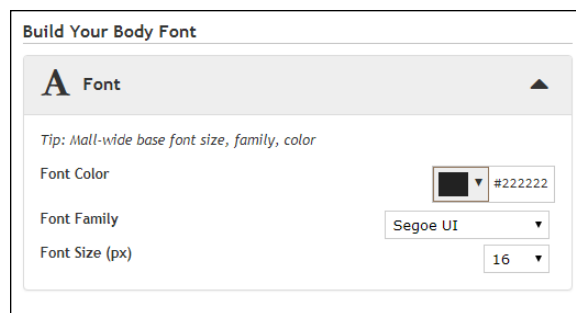 Build Your Body Font
A Font
Tip: Mall-wide base font size, family, color
Font Color #222222
Font Family Segoe UI
Font Size (px) 16